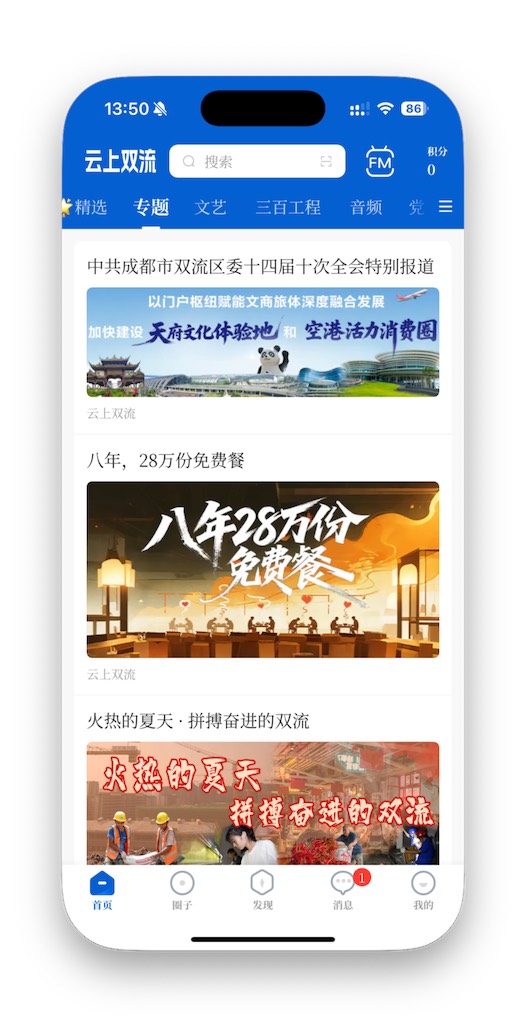 13:50
86
云上双流
搜索
FM
积分
0
精选 专题 文艺 三百工程 音频 党
中共成都市双流区委十四届十次全会特别报道
以门户枢纽赋能文商旅体深度融合发展
加快建设 天府文化体验地 和 空港活力消费圈
云上双流
八年，28万份免费餐
八年28万份
免费餐
云上双流
火热的夏天·拼搏奋进的双流
火热的夏天
拼搏奋进的双流
1
首页 圈子 发现 消息 我的